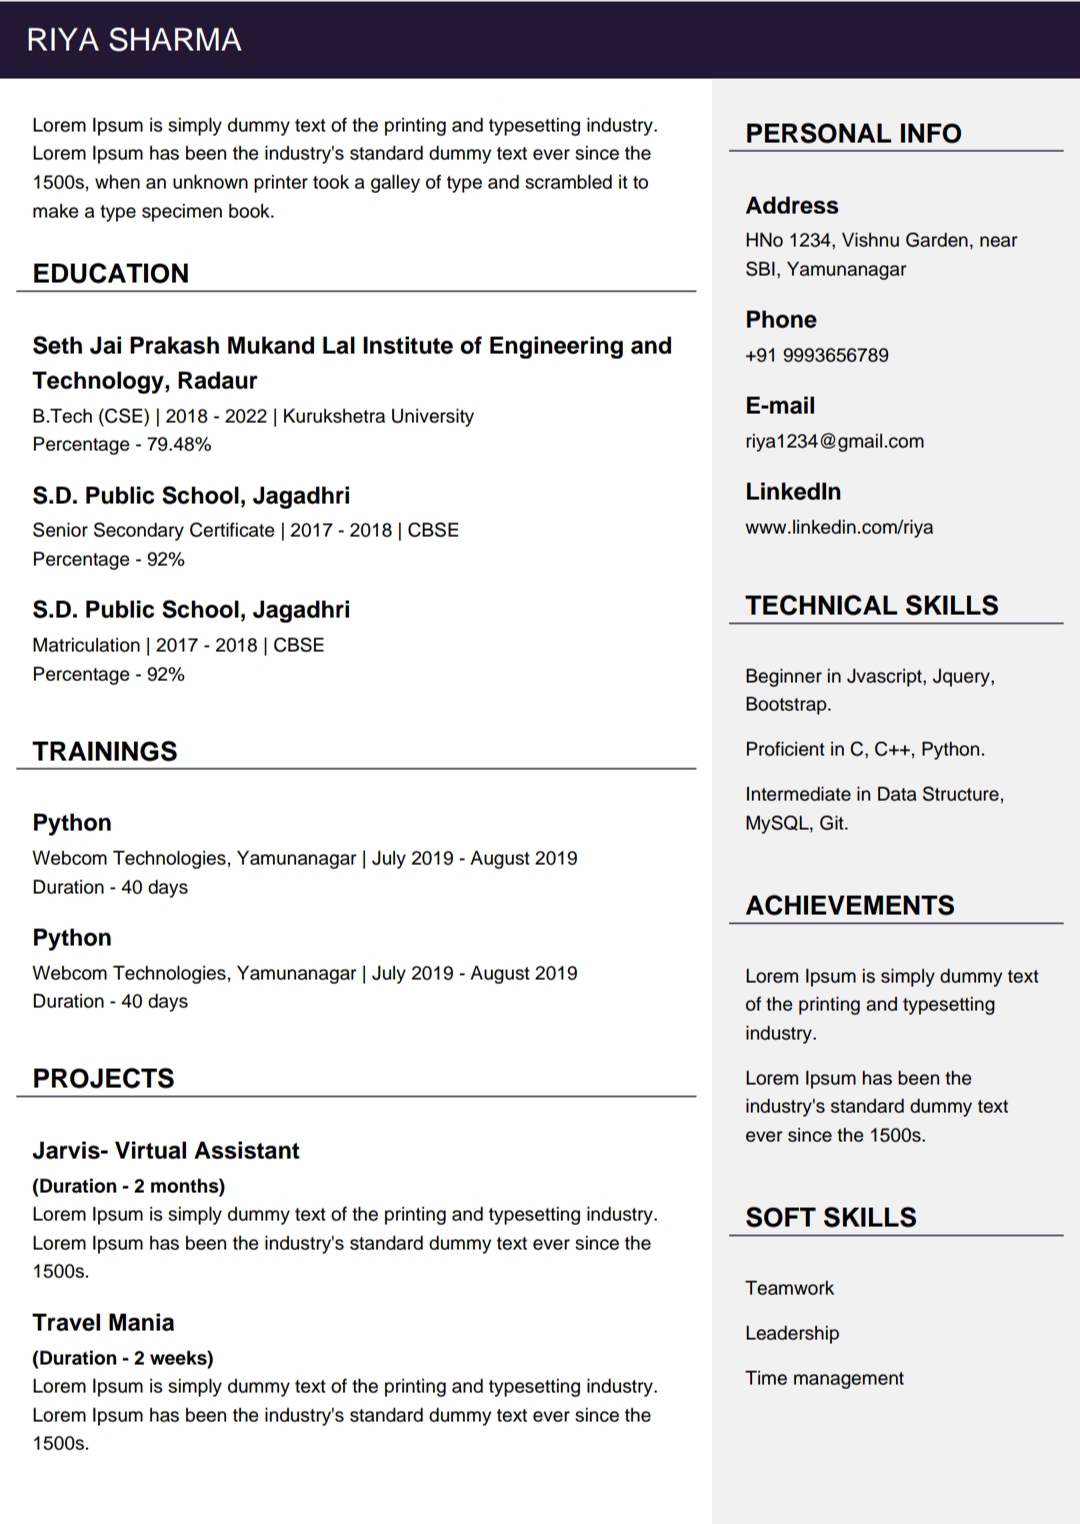 RIYA SHARMA
Lorem Ipsum is simply dummy text of the printing and typesetting industry.
Lorem Ipsum has been the industry's standard dummy text ever since the
1500s, when an unknown printer took a galley of type and scrambled it to
make a type specimen book.
EDUCATION
Seth Jai Prakash Mukand Lal Institute of Engineering and
Technology, Radaur
B.Tech (CSE) | 2018 - 2022 | Kurukshetra University
Percentage - 79.48%
S.D. Public School, Jagadhri
Senior Secondary Certificate | 2017 - 2018 | CBSE
Percentage - 92%
S.D. Public School, Jagadhri
Matriculation | 2017 - 2018 | CBSE
Percentage - 92%
TRAININGS
Python
Webcom Technologies, Yamunanagar | July 2019 - August 2019
Duration - 40 days
Python
Webcom Technologies, Yamunanagar | July 2019 - August 2019
Duration - 40 days
PROJECTS
Jarvis- Virtual Assistant
(Duration - 2 months)
Lorem Ipsum is simply dummy text of the printing and typesetting industry.
Lorem Ipsum has been the industry's standard dummy text ever since the
1500s.
Travel Mania
(Duration - 2 weeks)
Lorem Ipsum is simply dummy text of the printing and typesetting industry.
Lorem Ipsum has been the industry's standard dummy text ever since the
1500s.
PERSONAL INFO
Address
HNo 1234, Vishnu Garden, near
SBI, Yamunanagar
Phone
+91 9993656789
E-mail
riya1234@gmail.com
LinkedIn
www.linkedin.com/riya
TECHNICAL SKILLS
Beginner in Jvascript, Jquery,
Bootstrap.
Proficient in C, C++, Python.
Intermediate in Data Structure,
MySQL, Git.
ACHIEVEMENTS
Lorem Ipsum is simply dummy text
of the printing and typesetting
industry.
Lorem Ipsum has been the
industry's standard dummy text
ever since the 1500s.
SOFT SKILLS
Teamwork
Leadership
Time management